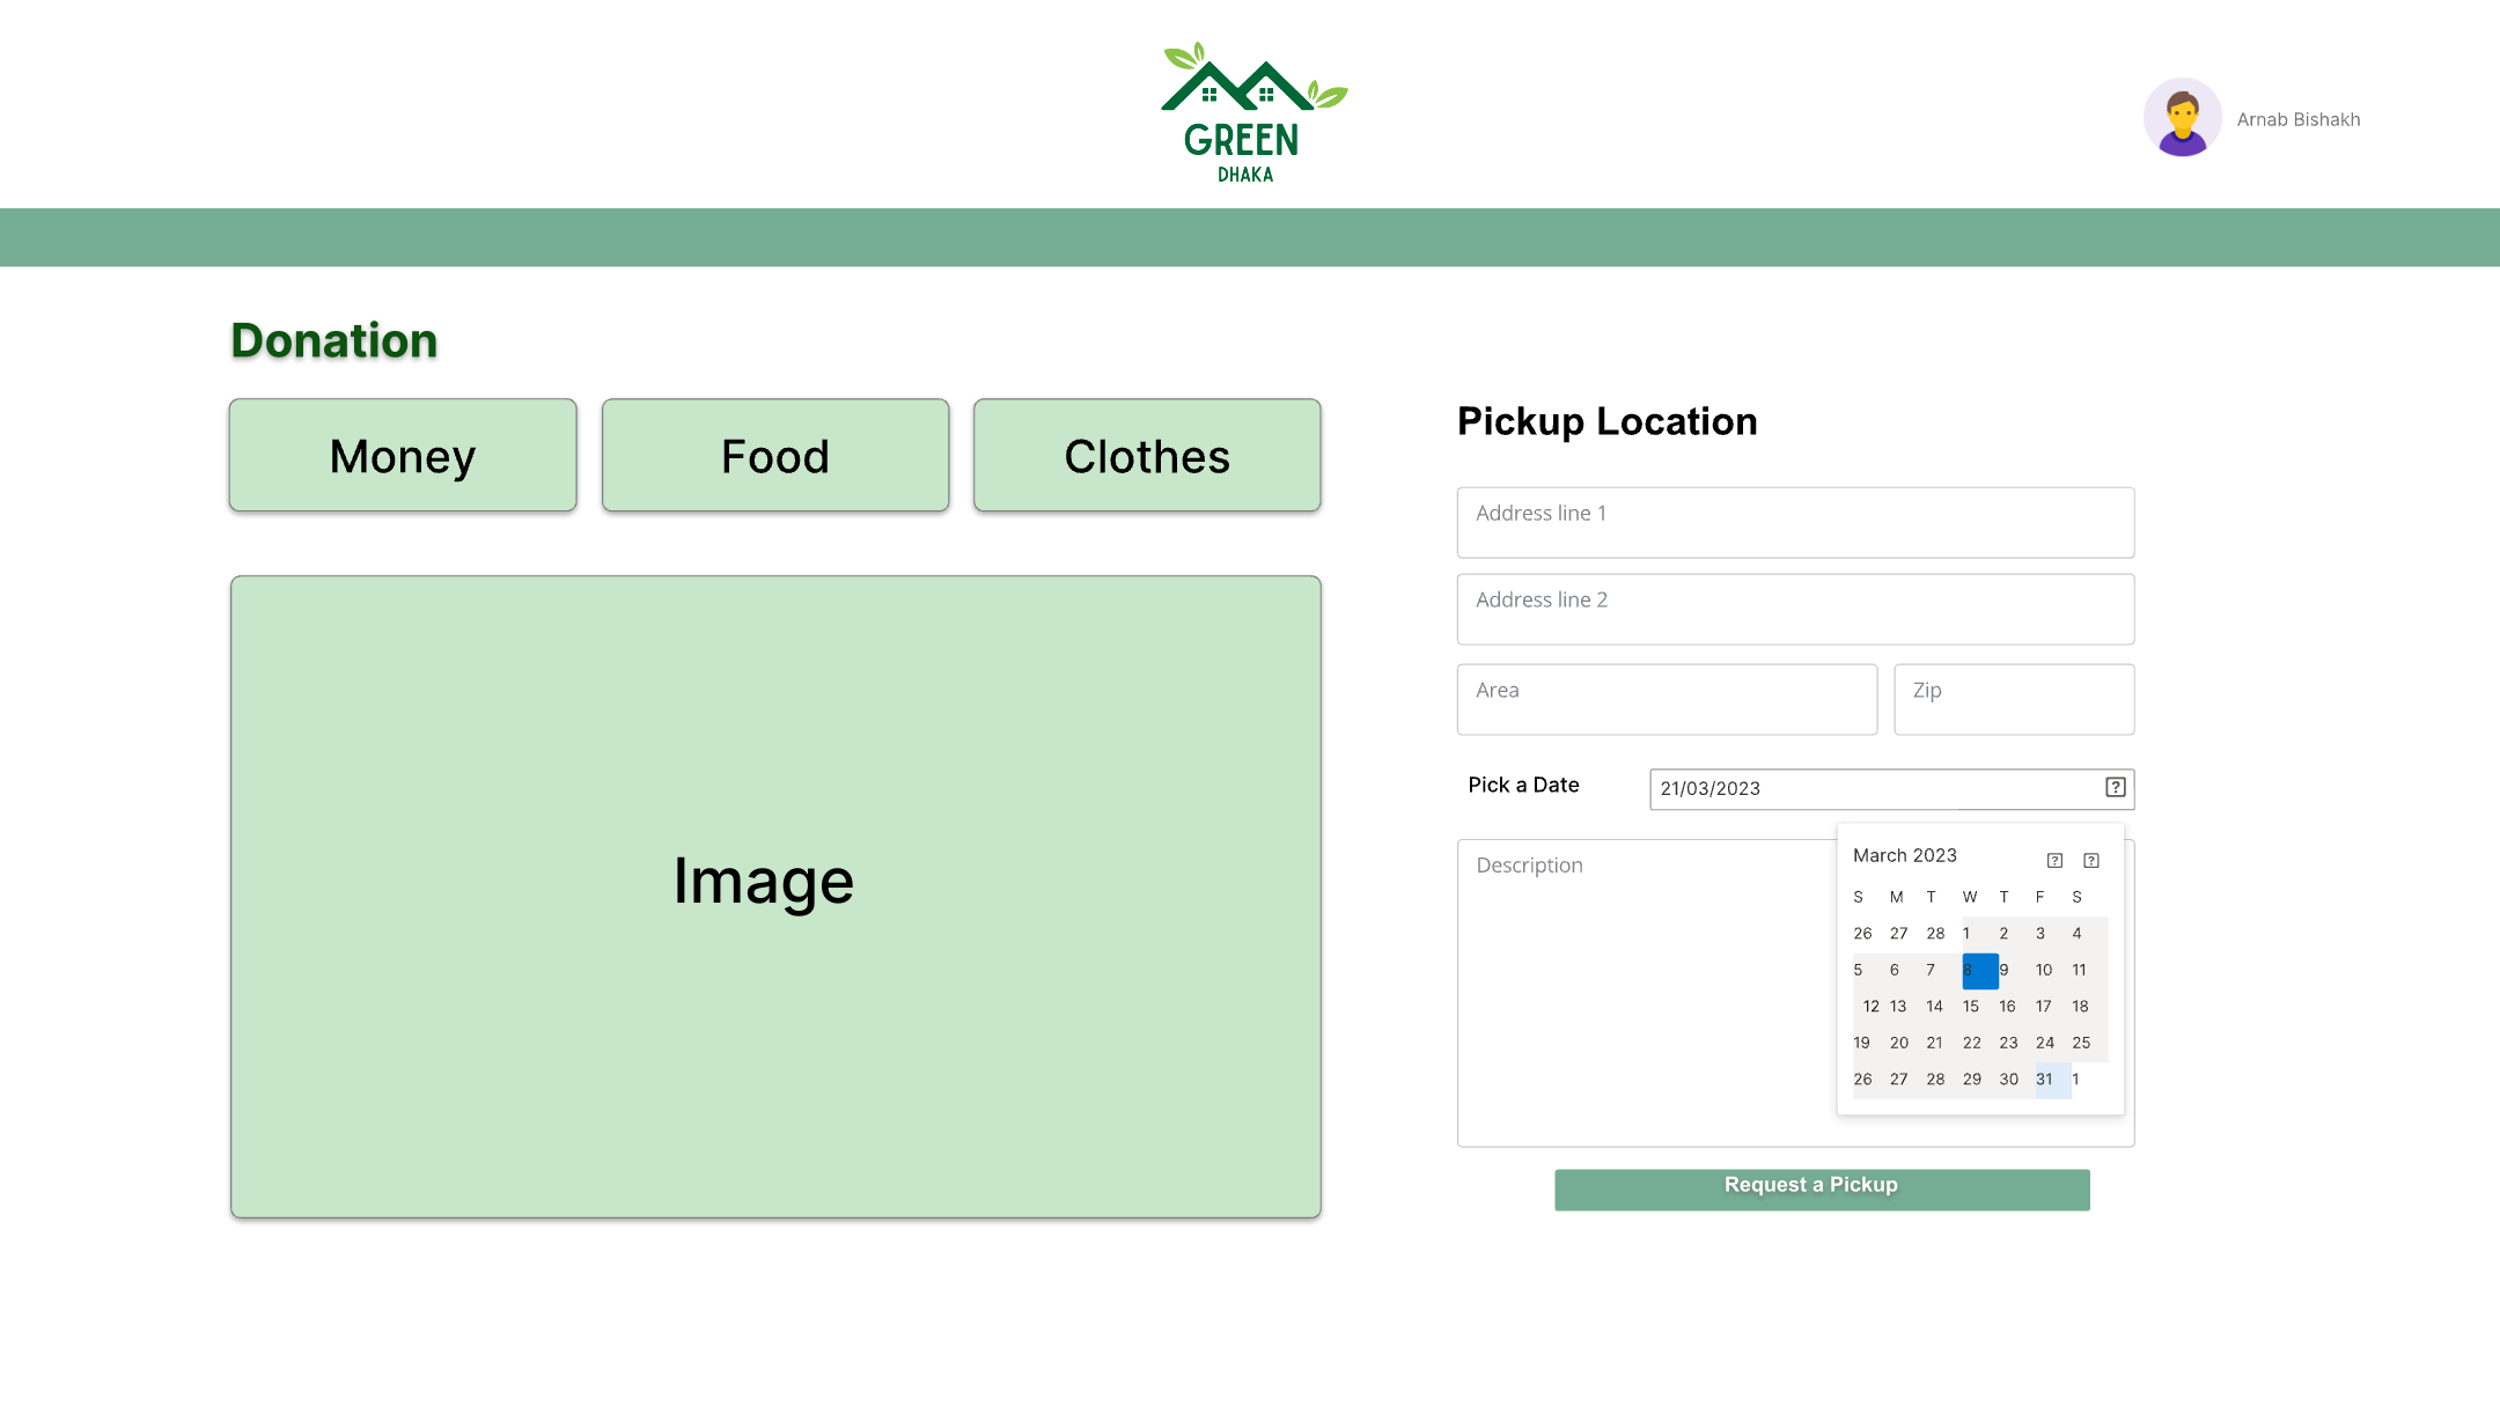 GREEN
DHAKA
Arnab Bishakh
Donation
Money
Food
Clothes
Image
Pickup Location
Address line 1
Address line 2
Area
Zip
Pick a Date
21/03/2023
Description
March 2023
S M T W T F S
26 27 28 1 2 3 4
5 6 7 8 9 10 11
12 13 14 15 16 17 18
19 20 21 22 23 24 25
26 27 28 29 30 31 1
Request a Pickup